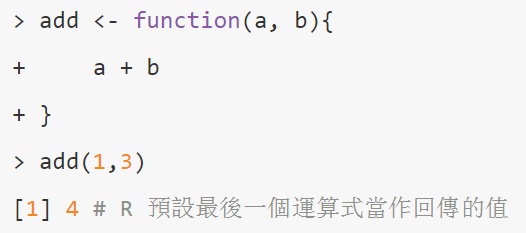 > add <- function(a, b){
+     a + b
+ }
> add(1,3)
[1] 4 # R 預設最後一個運算式當作回傳的值